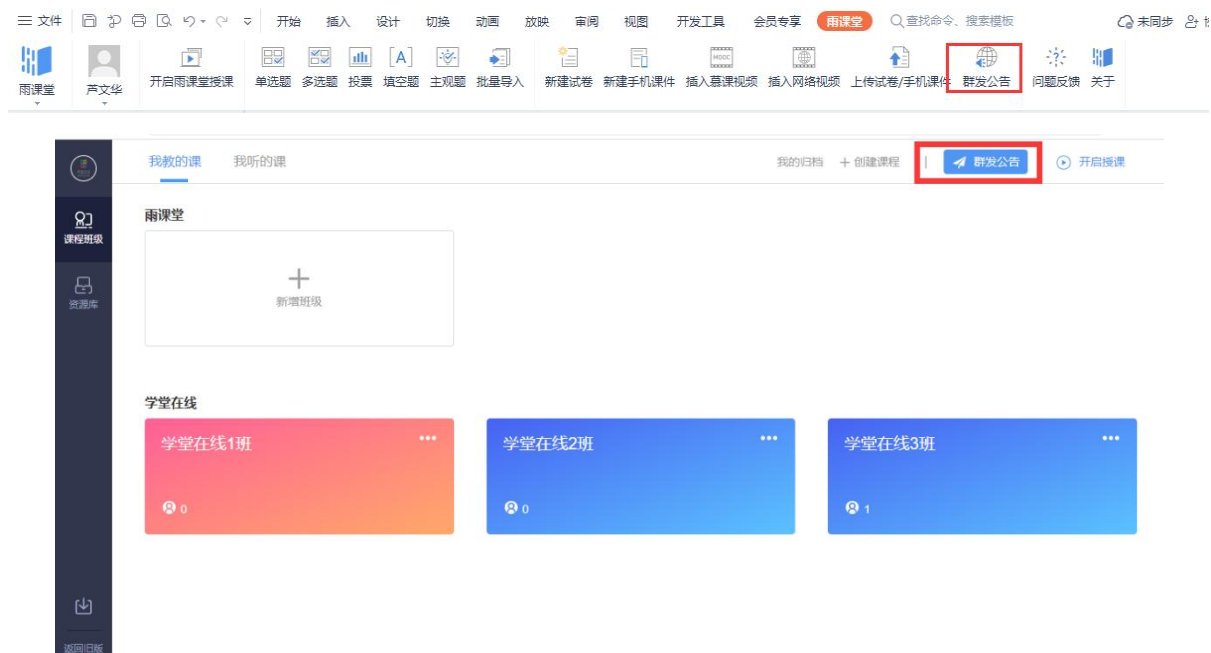 文件 开始 插入 设计 切换 动画 放映 审阅 视图 开发工具 会员专享 雨课堂 查找命令、搜索模板 未同步
雨课堂 芦文华 开启雨课堂授课 单选题 多选题 投票 填空题 主观题 批量导入 新建试卷 新建手机课件 插入慕课视频 插入网络视频 上传试卷/手机课件 群发公告 问题反馈 关于
我教的课 我听的课 我的归档 + 创建课程 | 群发公告 开启授课
课程班级
资源库
雨课堂
新增班级
学堂在线
学堂在线1班 ••• 学堂在线2班 ••• 学堂在线3班 •••
0 0 1
返回旧版